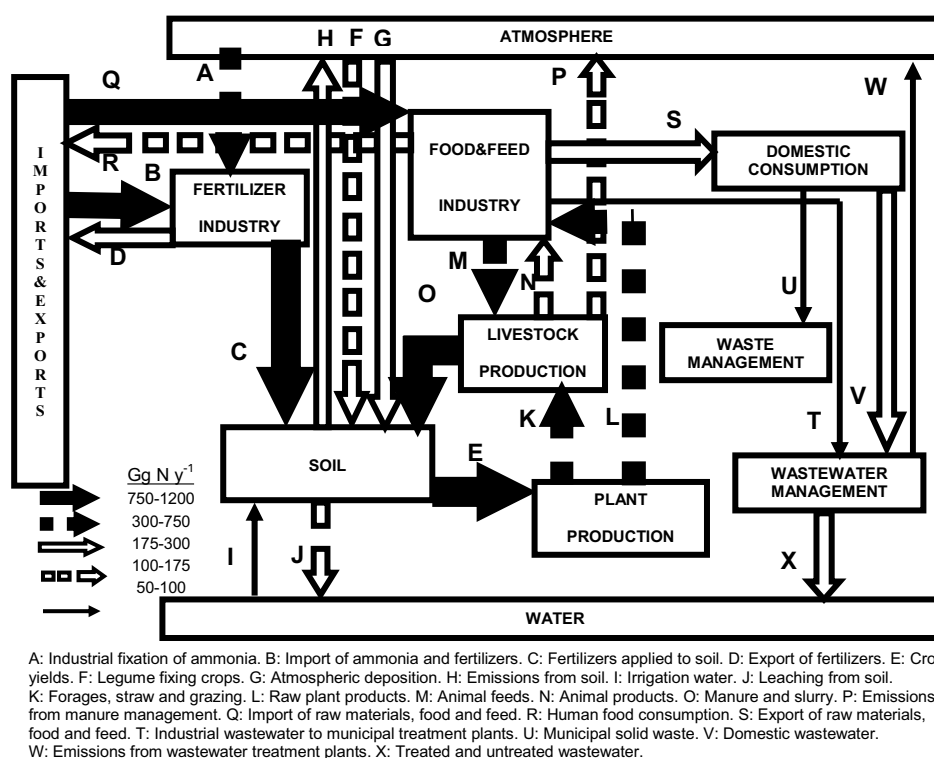 ATMOSPHERE
H F G
A
P
Q
W
S
R
B
IMPORTS&EXPORTS
FERTILIZER
INDUSTRY
FOOD&FEED
INDUSTRY
DOMESTIC
CONSUMPTION
D
M
N
O
U
LIVESTOCK
PRODUCTION
WASTE
MANAGEMENT
C
K
L
T
V
SOIL
E
WASTEWATER
MANAGEMENT
PLANT
PRODUCTION
Gg N y-1
750-1200
300-750
175-300
100-175
50-100
I
J
X
WATER
A: Industrial fixation of ammonia. B: Import of ammonia and fertilizers. C: Fertilizers applied to soil. D: Export of fertilizers. E: Cro
yields. F: Legume fixing crops. G: Atmospheric deposition. H: Emissions from soil. I: Irrigation water. J: Leaching from soil.
K: Forages, straw and grazing. L: Raw plant products. M: Animal feeds. N: Animal products. O: Manure and slurry. P: Emissions
from manure management. Q: Import of raw materials, food and feed. R: Human food consumption. S: Export of raw materials,
food and feed. T: Industrial wastewater to municipal treatment plants. U: Municipal solid waste. V: Domestic wastewater.
W: Emissions from wastewater treatment plants. X: Treated and untreated wastewater.